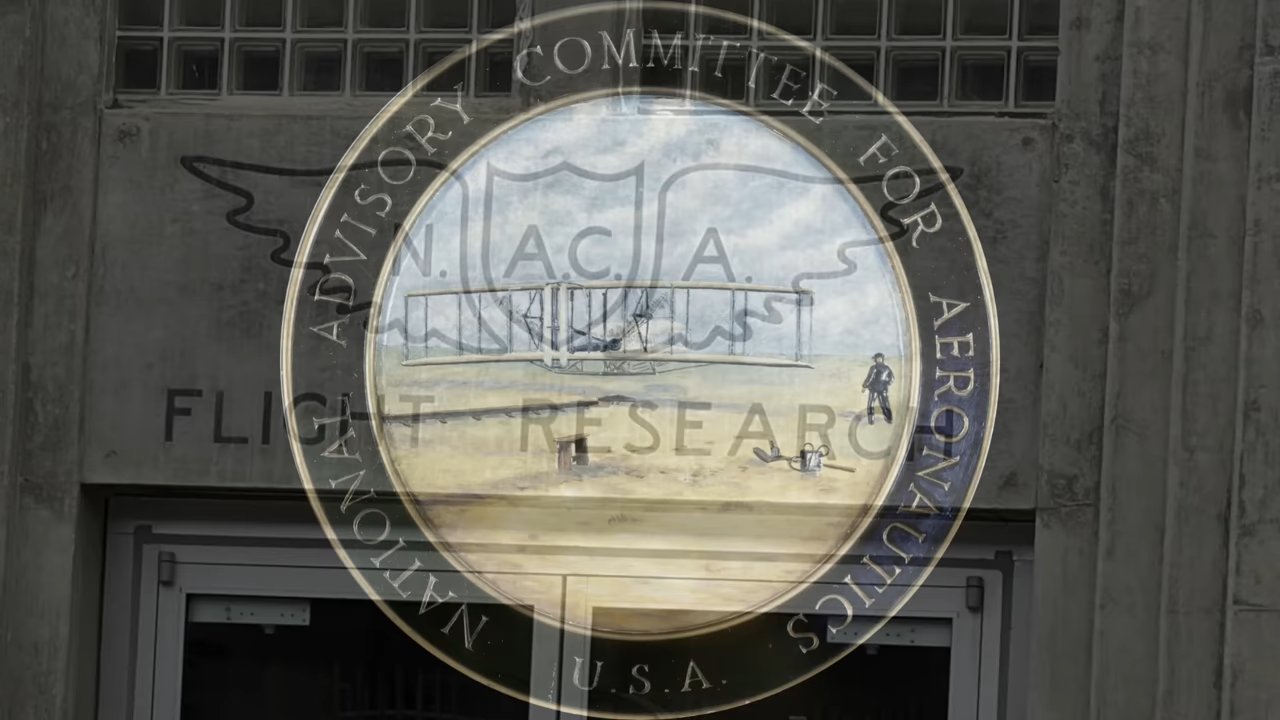 NATIONAL ADVISORY COMMITTEE FOR AERONAUTICS
U.S.A.
N.A.C.A.
FLIGHT RESEARCH